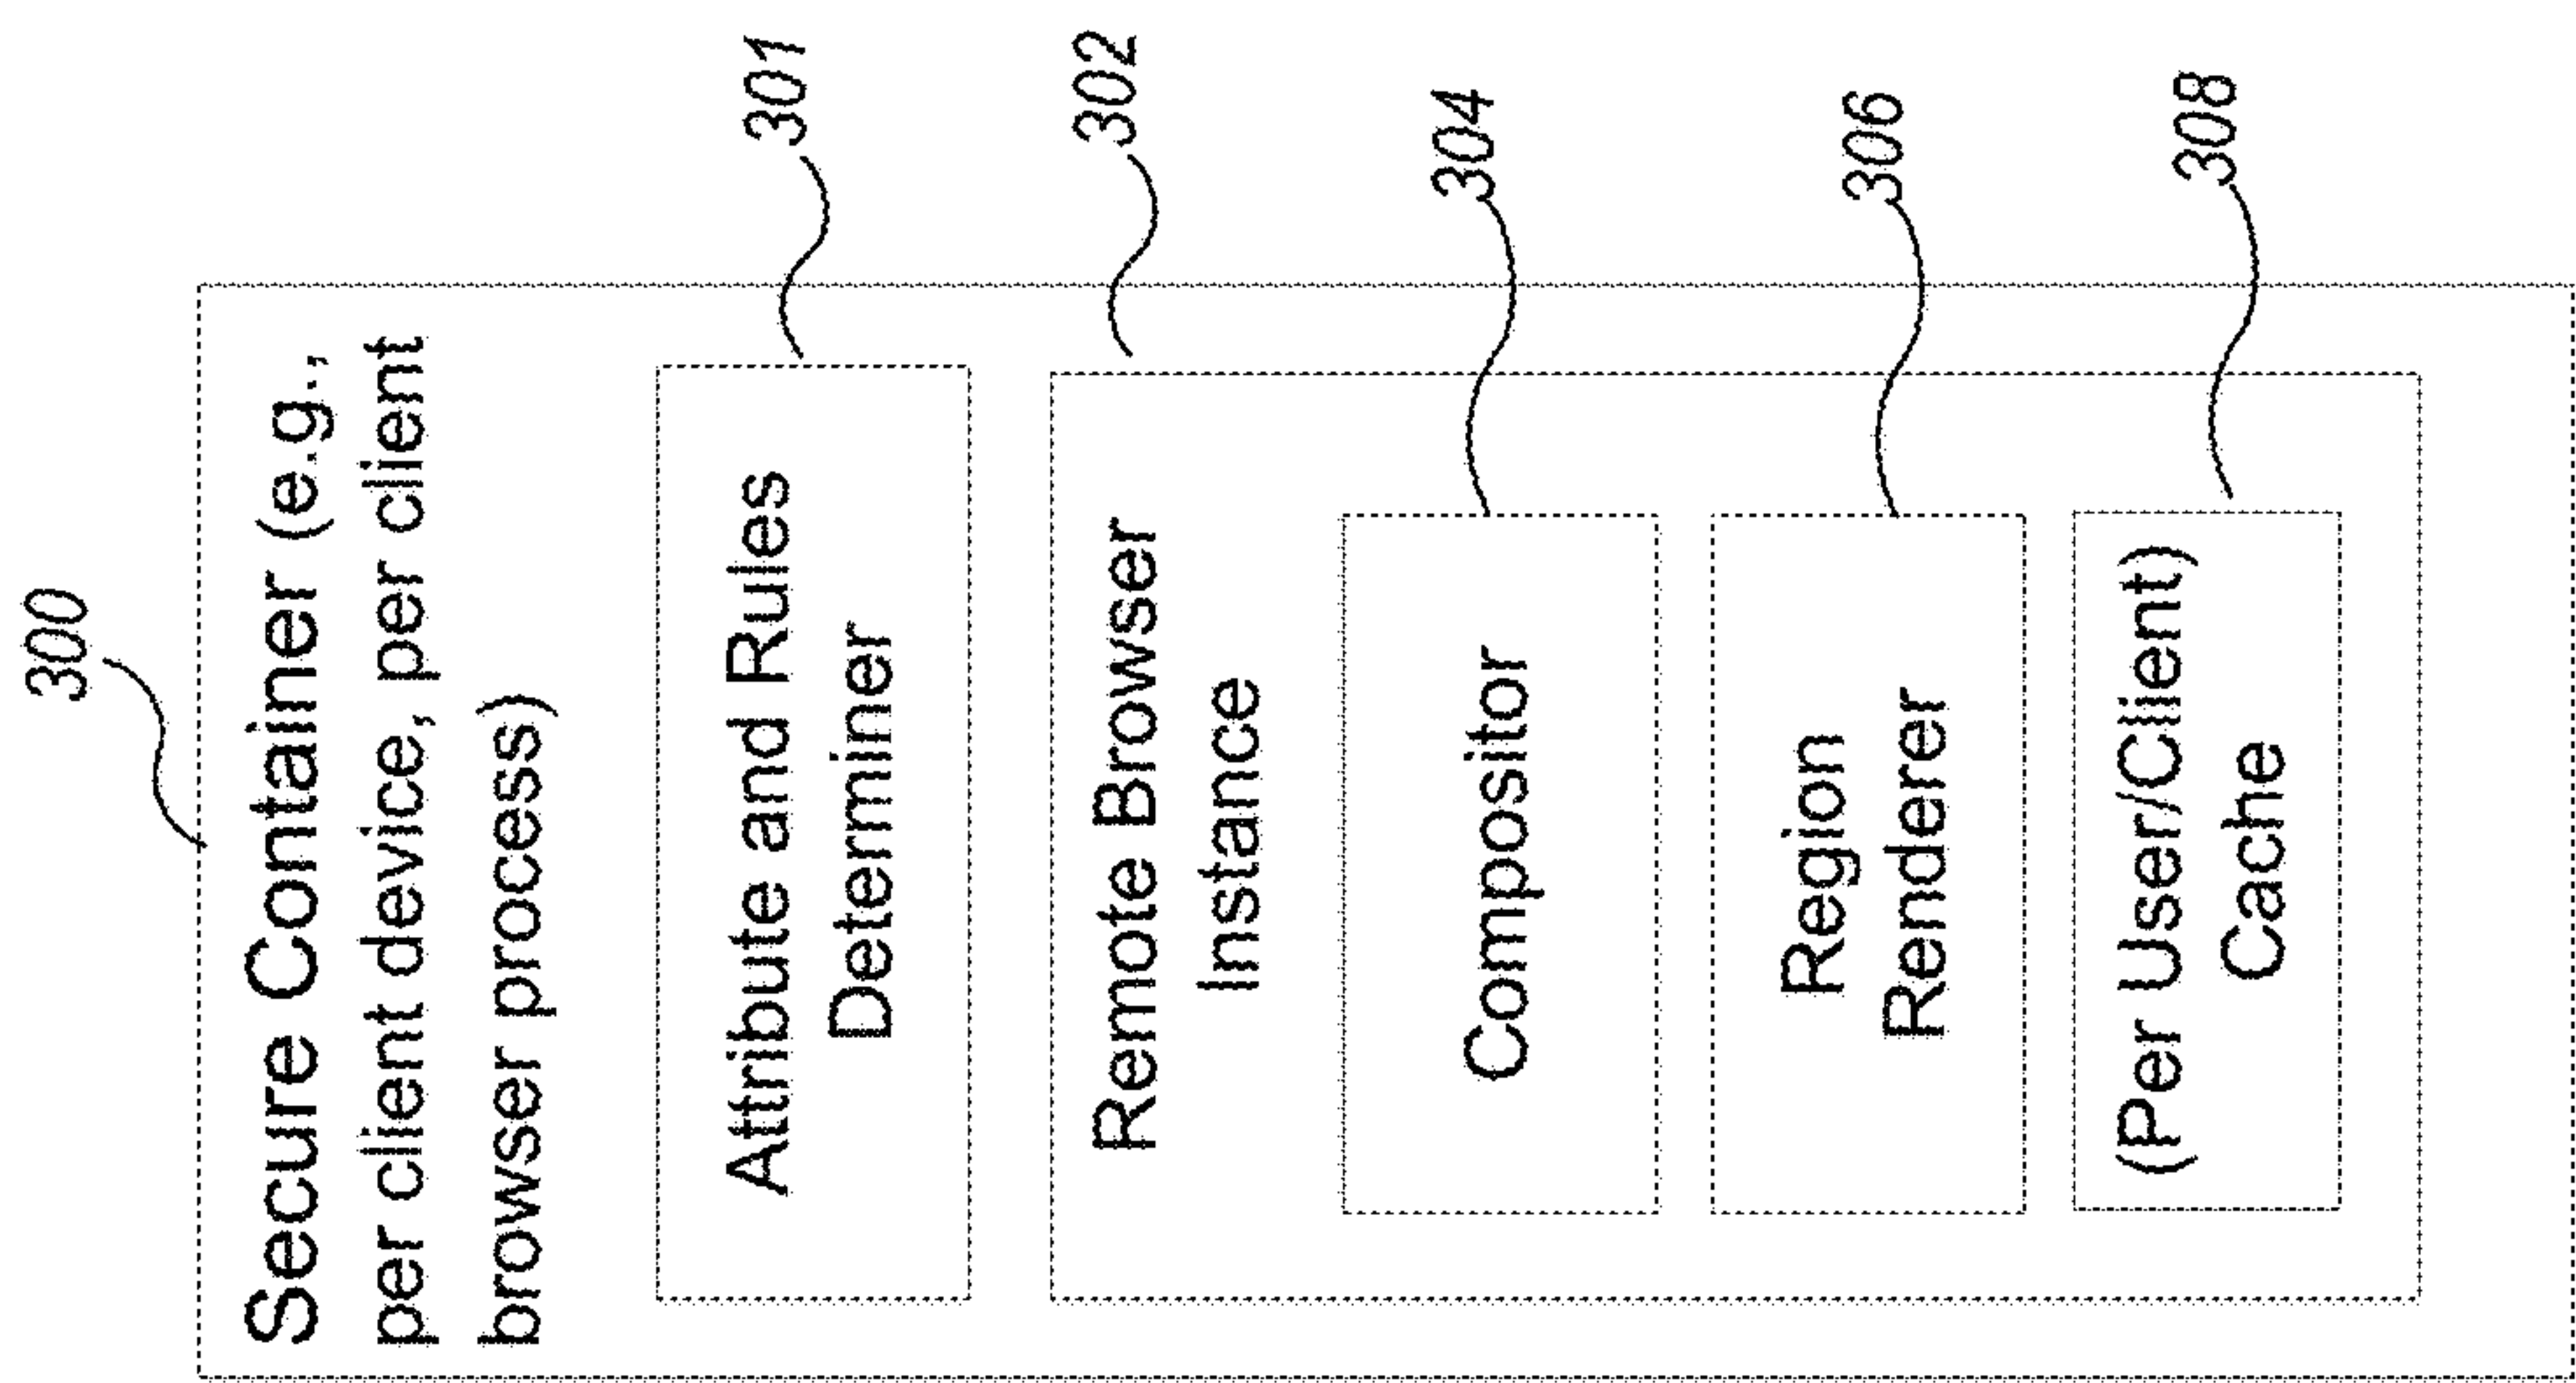 300
Secure Container (e.g.,
per client device, per client
browser process)
301
Attribute and Rules
Determiner
302
Remote Browser
Instance
304
Compositor
306
Region
Renderer
308
(Per User/Client)
Cache